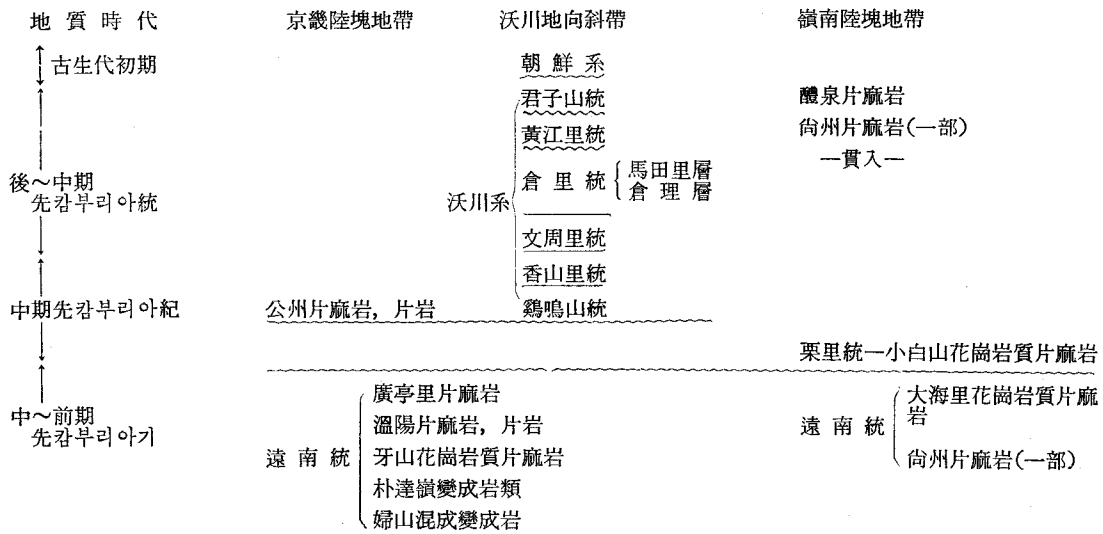 地質時代 京畿陸塊地帶 沃川地向斜帶 嶺南陸塊地帶
古生代初期 朝鮮系
君子山統 醴泉片麻岩
黃江里統 尙州片麻岩(一部)
—貫入—
後~中期
先캄부리아統
沃川系
倉里統 馬田里層
倉理層
文周里統
香山里統
中期先캄부리아紀 公州片麻岩, 片岩 鷄鳴山統
栗里統—小白山花崗岩質片麻岩
中~前期
先캄부리아기
遠南統
廣亭里片麻岩
溫陽片麻岩, 片岩
牙山花崗岩質片麻岩
朴達嶺變成岩類
婦山混成變成岩
遠南統
大海里花崗岩質片麻
岩
尙州片麻岩(一部)